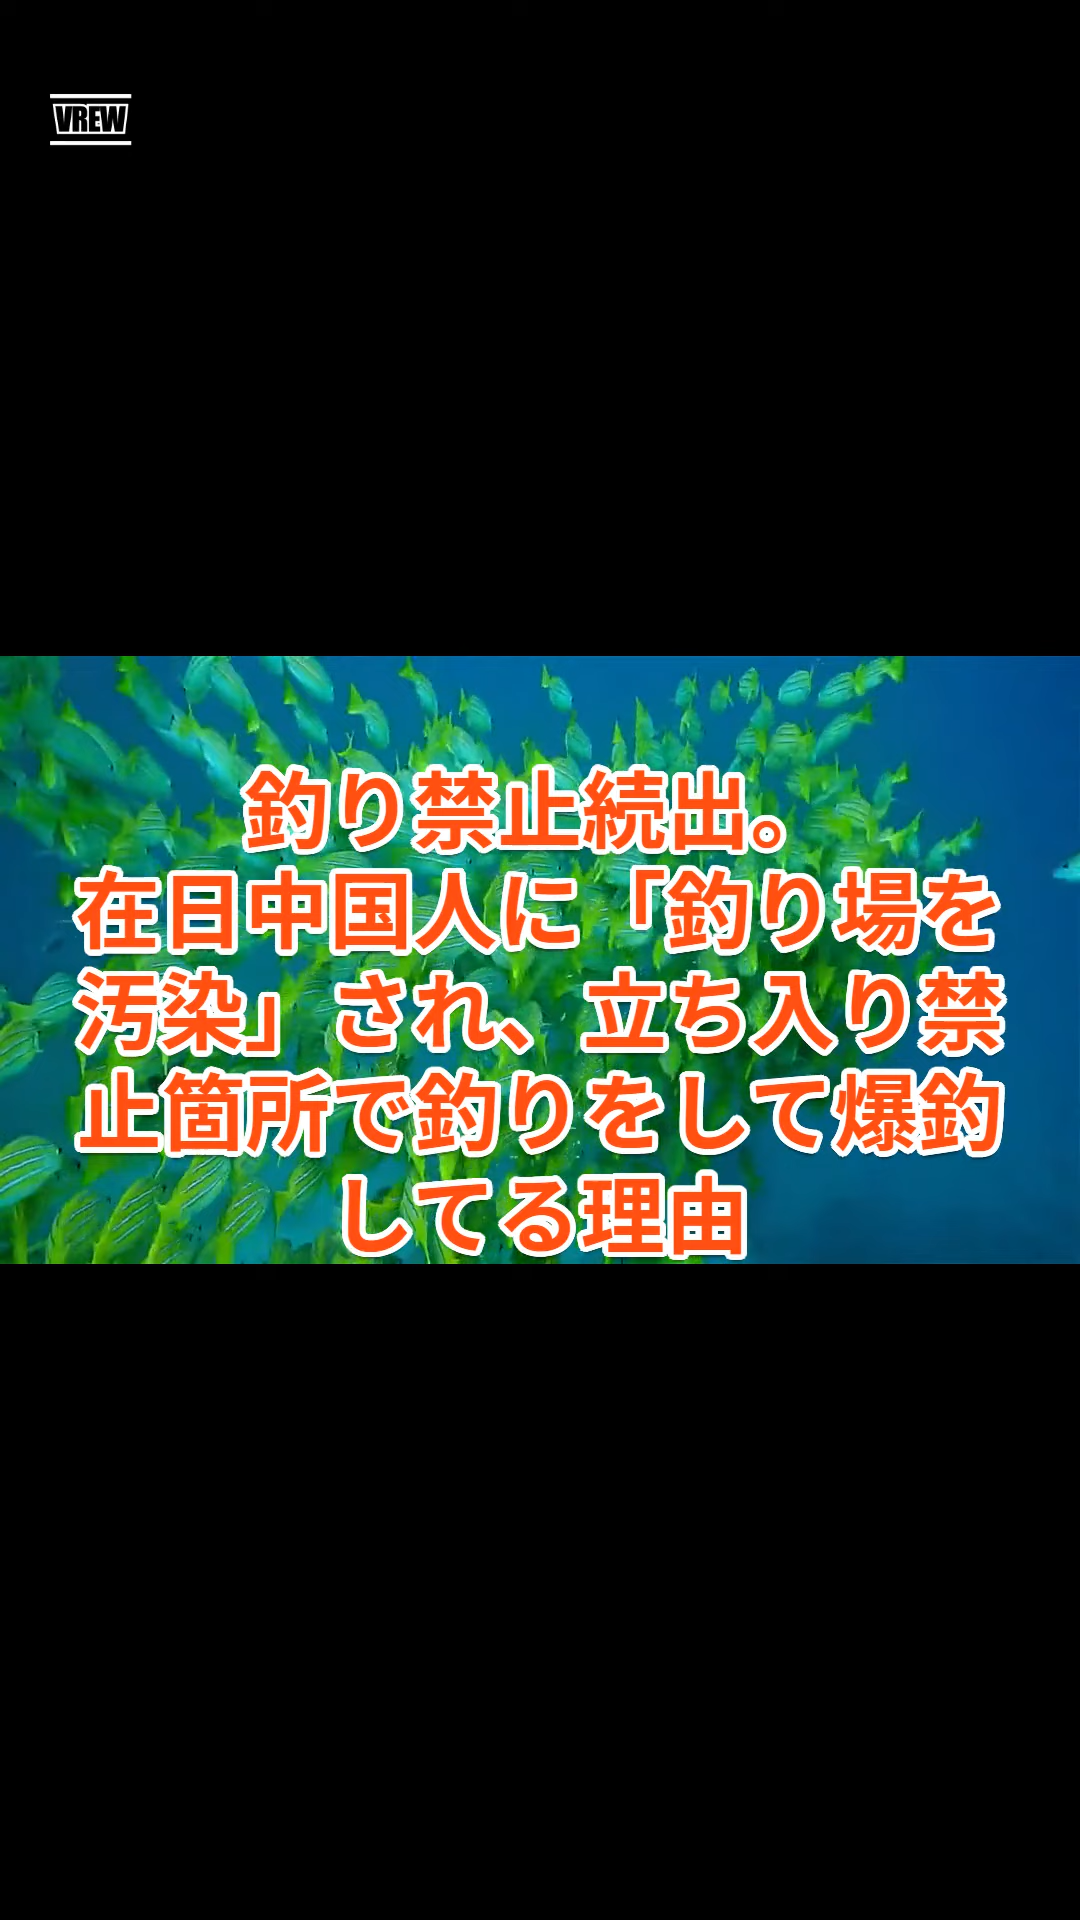 VREW
釣り禁止続出。
在日中国人に「釣り場を
汚染」され、立ち入り禁
止箇所で釣りをして爆釣
してる理由